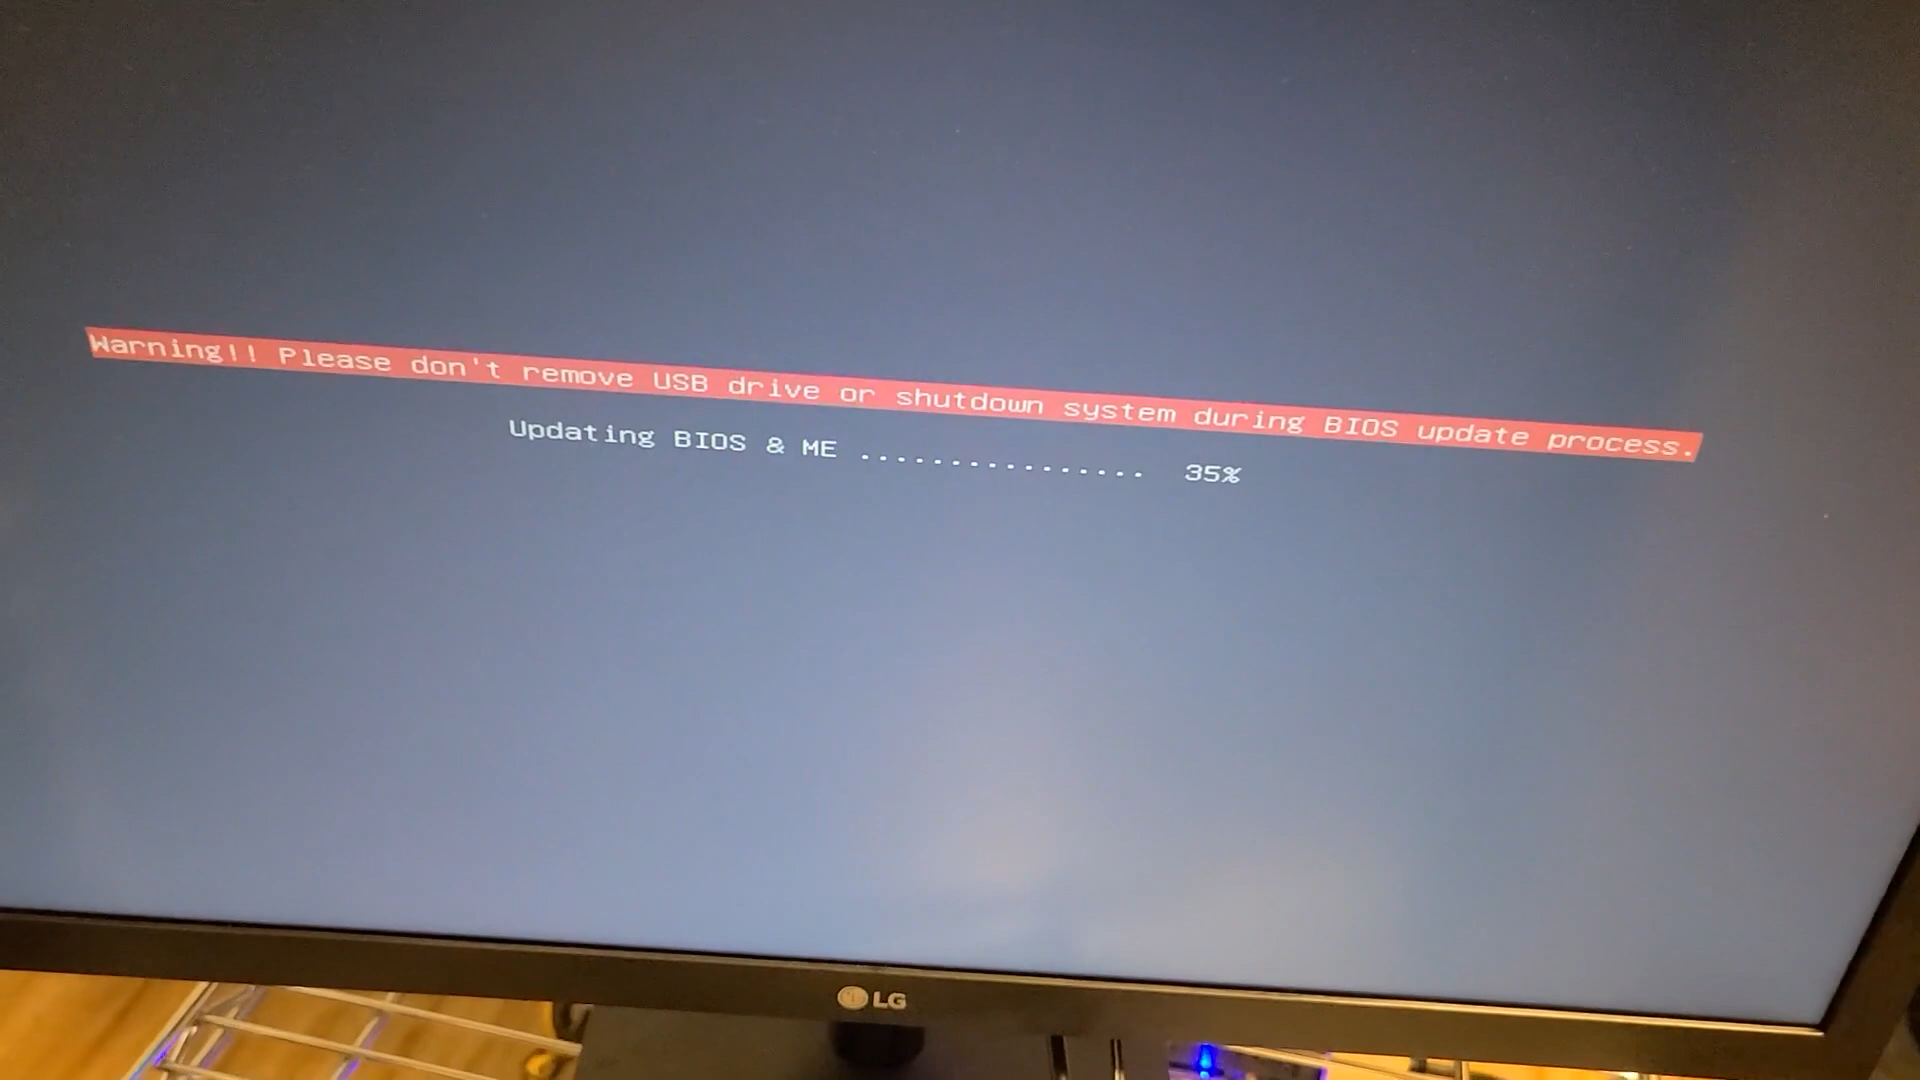 Warning!! Please don't remove USB drive or shutdown system during BIOS update process.
Updating BIOS & ME ................ 35%
LG